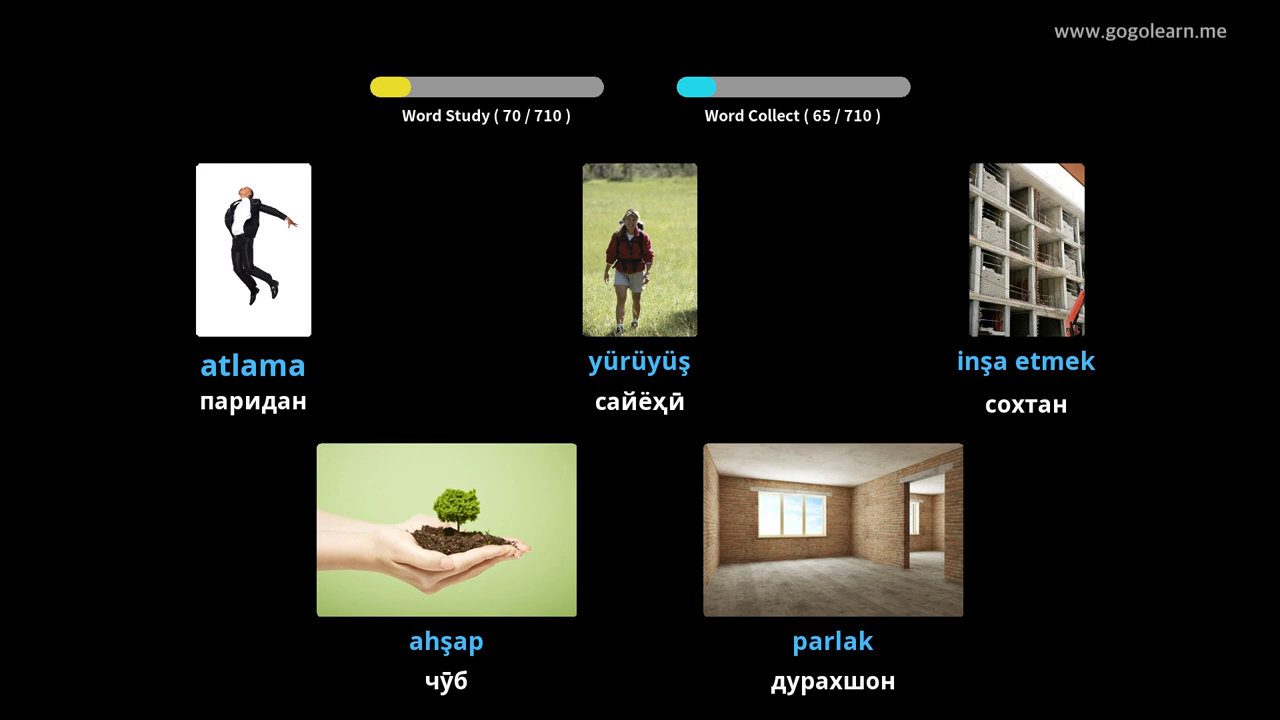 www.gogolearn.me
Word Study ( 70 / 710 )
Word Collect ( 65 / 710 )
atlama
паридан
yürüyüş
сайёҳӣ
inşa etmek
сохтан
ahşap
чӯб
parlak
дурахшон